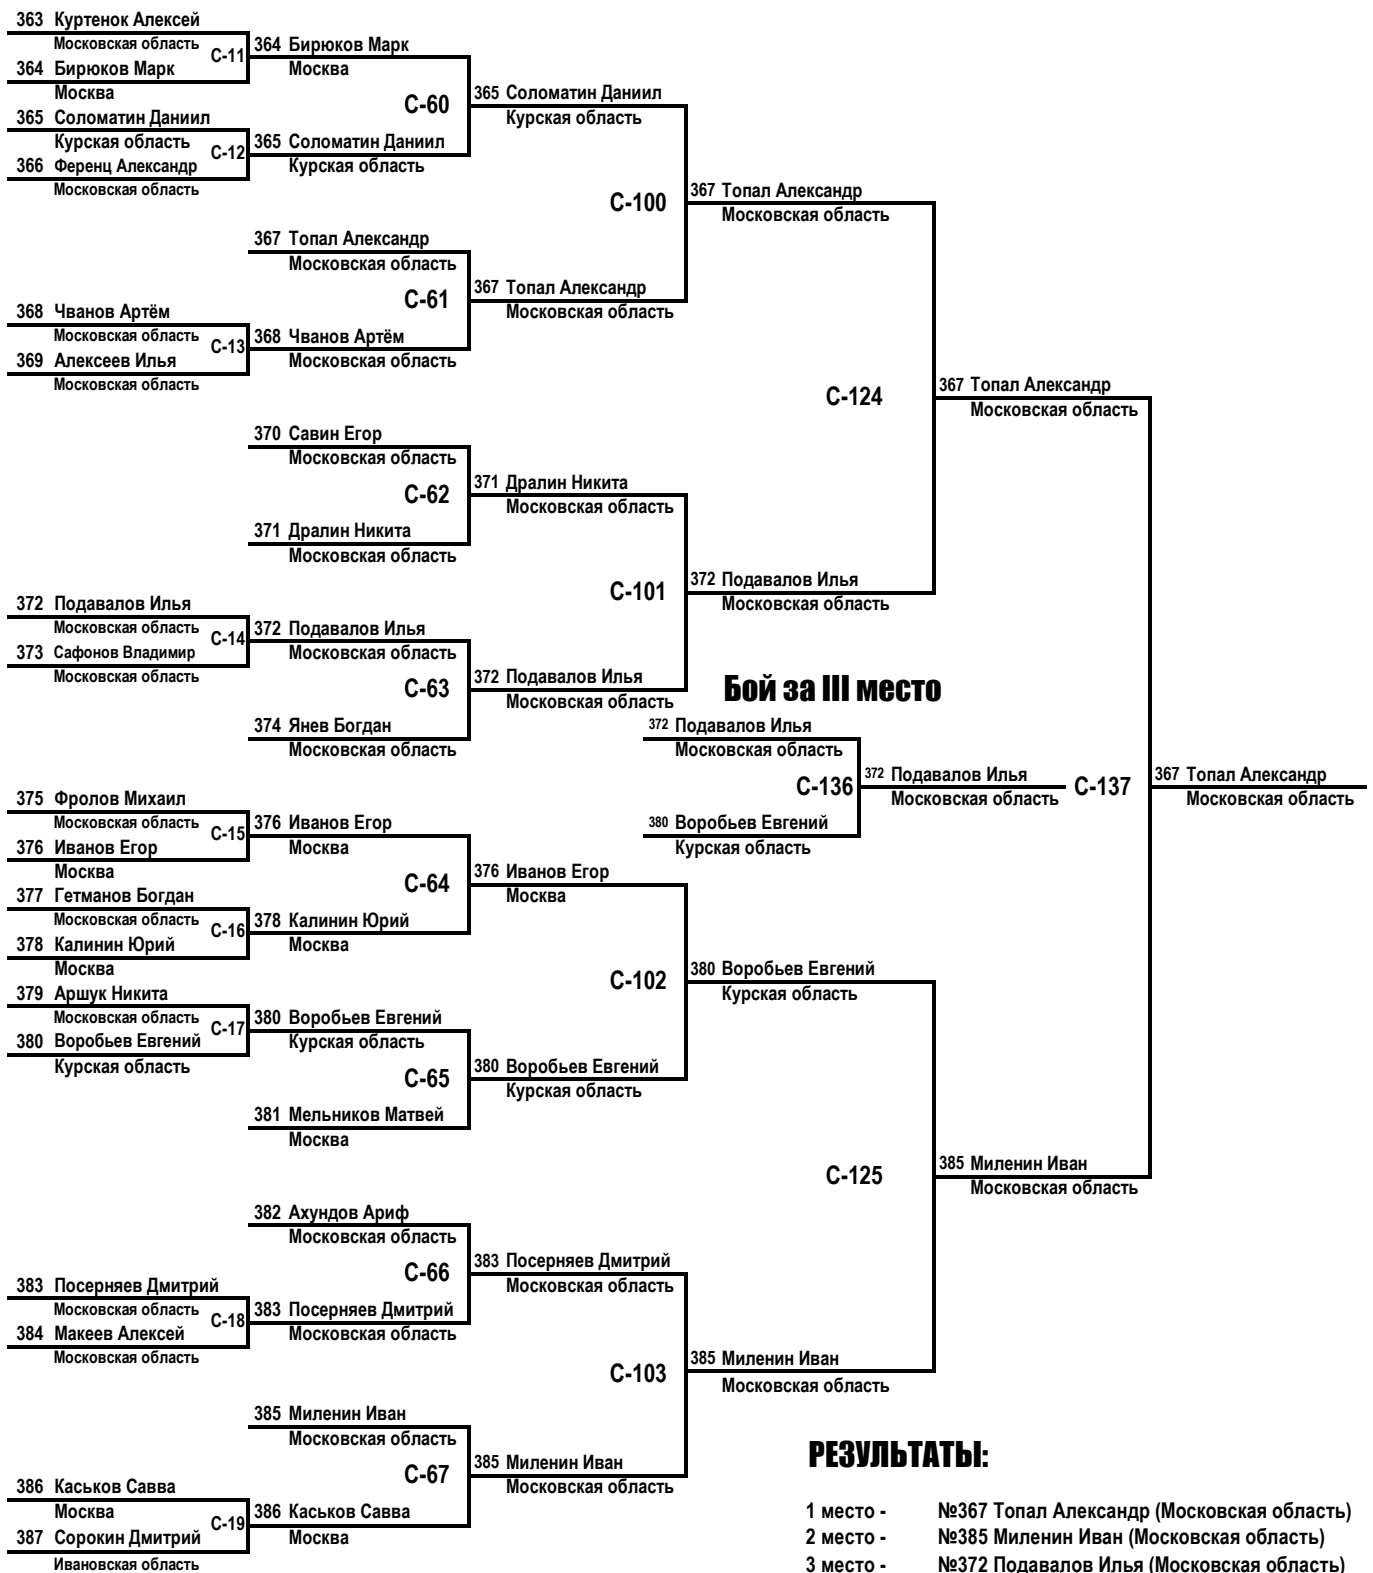 363 Куртенок Алексей
Московская область
С-11
364 Бирюков Марк
Москва
365 Соломатин Даниил
Курская область
С-12
366 Ференц Александр
Московская область
368 Чванов Артём
Московская область
С-13
369 Алексеев Илья
Московская область
372 Подавалов Илья
Московская область
С-14
373 Сафонов Владимир
Московская область
375 Фролов Михаил
Московская область
С-15
376 Иванов Егор
Москва
377 Гетманов Богдан
Московская область
С-16
378 Калинин Юрий
Москва
379 Аршук Никита
Московская область
С-17
380 Воробьев Евгений
Курская область
383 Посерняев Дмитрий
Московская область
С-18
384 Макеев Алексей
Московская область
386 Каськов Савва
Москва
С-19
387 Сорокин Дмитрий
Ивановская область
364 Бирюков Марк
Москва
С-60
365 Соломатин Даниил
Курская область
367 Топал Александр
Московская область
С-61
368 Чванов Артём
Московская область
370 Савин Егор
Московская область
С-62
371 Дралин Никита
Московская область
372 Подавалов Илья
Московская область
С-63
374 Янев Богдан
Московская область
376 Иванов Егор
Москва
С-64
378 Калинин Юрий
Москва
380 Воробьев Евгений
Курская область
С-65
381 Мельников Матвей
Москва
382 Ахундов Ариф
Московская область
С-66
383 Посерняев Дмитрий
Московская область
385 Миленин Иван
Московская область
С-67
386 Каськов Савва
Москва
365 Соломатин Даниил
Курская область
С-100
367 Топал Александр
Московская область
371 Дралин Никита
Московская область
С-101
372 Подавалов Илья
Московская область
376 Иванов Егор
Москва
С-102
380 Воробьев Евгений
Курская область
383 Посерняев Дмитрий
Московская область
С-103
385 Миленин Иван
Московская область
367 Топал Александр
Московская область
С-124
372 Подавалов Илья
Московская область
Бой за III место
372 Подавалов Илья
Московская область
С-136
380 Воробьев Евгений
Курская область
372 Подавалов Илья
Московская область
380 Воробьев Евгений
Курская область
С-125
385 Миленин Иван
Московская область
367 Топал Александр
Московская область
С-137
385 Миленин Иван
Московская область
367 Топал Александр
Московская область
РЕЗУЛЬТАТЫ:
1 место - №367 Топал Александр (Московская область)
2 место - №385 Миленин Иван (Московская область)
3 место - №372 Подавалов Илья (Московская область)